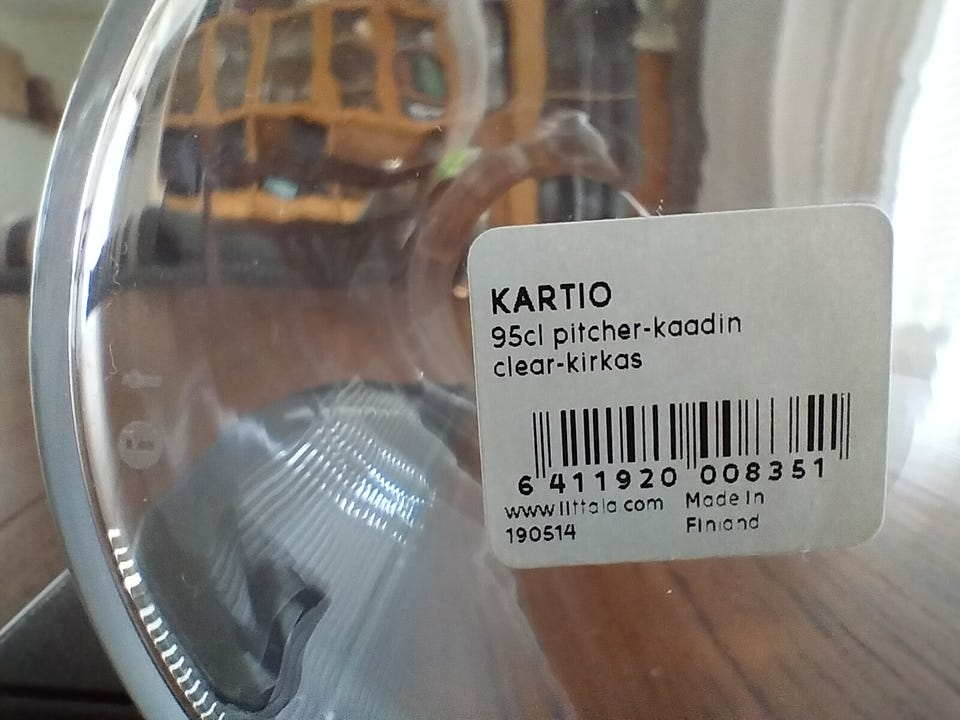 KARTIO
95cl pitcher-kaadin
clear-kirkas
6 411920 008351
www.iittala.com Made in
190514 Finland